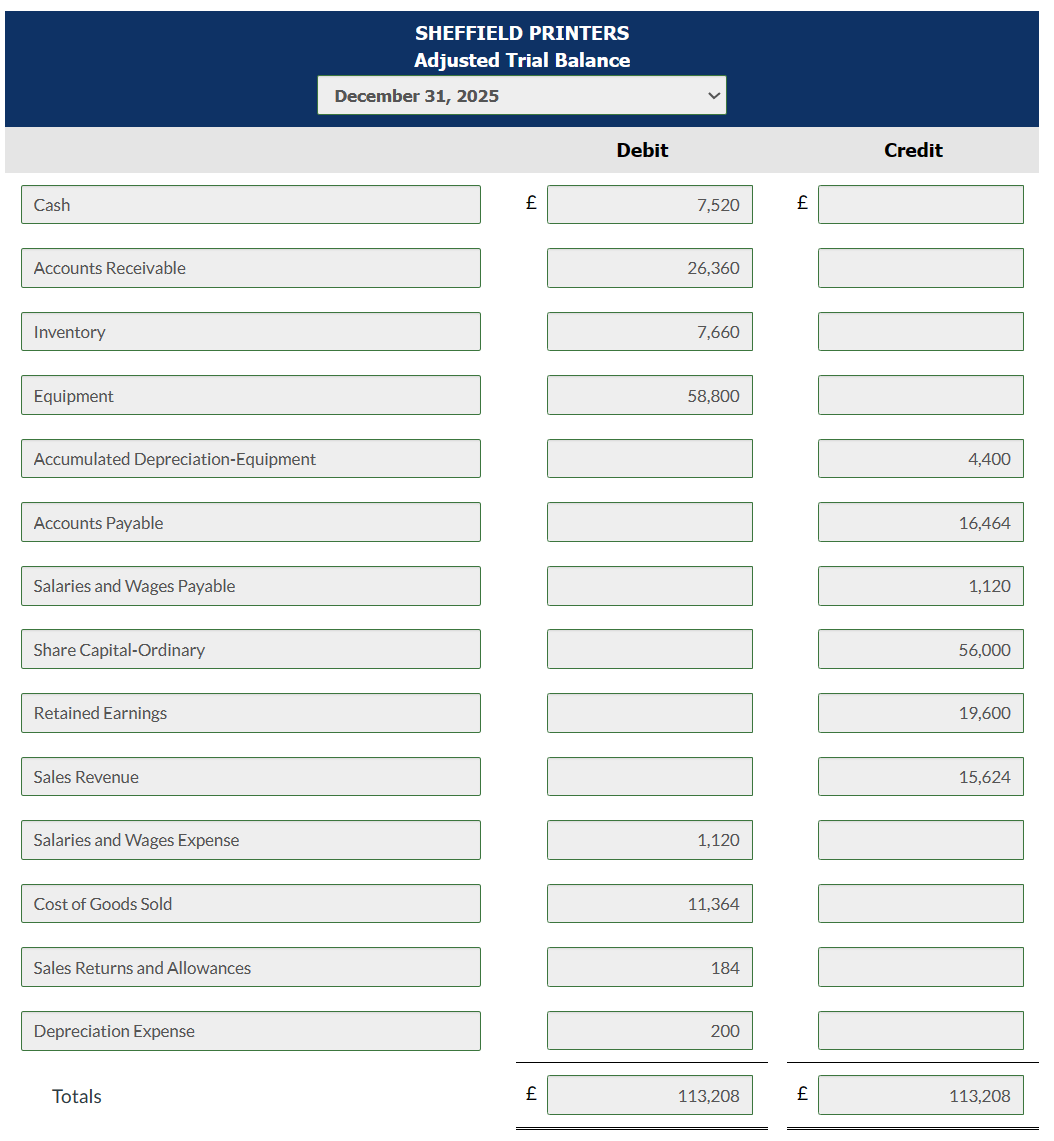 SHEFFIELD PRINTERS
Adjusted Trial Balance
December 31, 2025
Debit Credit
Cash £ 7,520 £
Accounts Receivable 26,360
Inventory 7,660
Equipment 58,800
Accumulated Depreciation-Equipment 4,400
Accounts Payable 16,464
Salaries and Wages Payable 1,120
Share Capital-Ordinary 56,000
Retained Earnings 19,600
Sales Revenue 15,624
Salaries and Wages Expense 1,120
Cost of Goods Sold 11,364
Sales Returns and Allowances 184
Depreciation Expense 200
Totals £ 113,208 £ 113,208